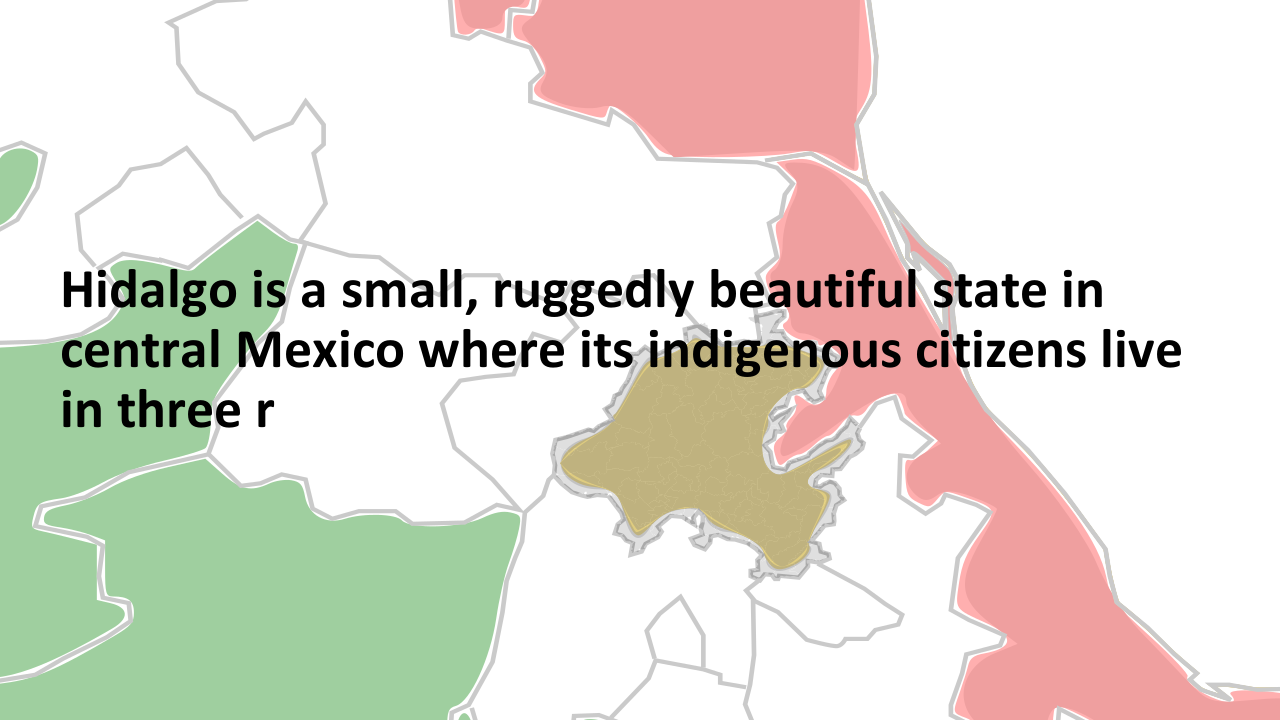 Hidalgo is a small, ruggedly beautiful state in
central Mexico where its indigenous citizens live
in three r